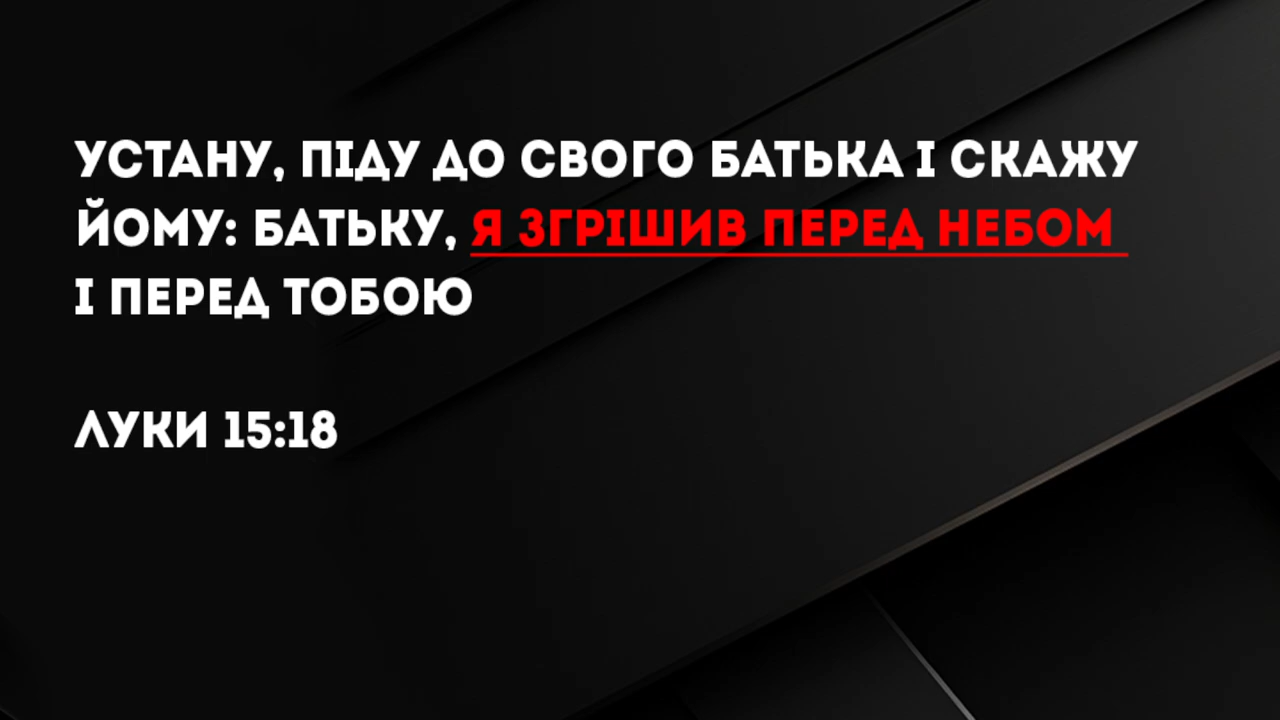 УСТАНУ, ПІДУ ДО СВОГО БАТЬКА І СКАЖУ
ЙОМУ: БАТЬКУ, Я ЗГРІШИВ ПЕРЕД НЕБОМ
І ПЕРЕД ТОБОЮ
ЛУКИ 15:18